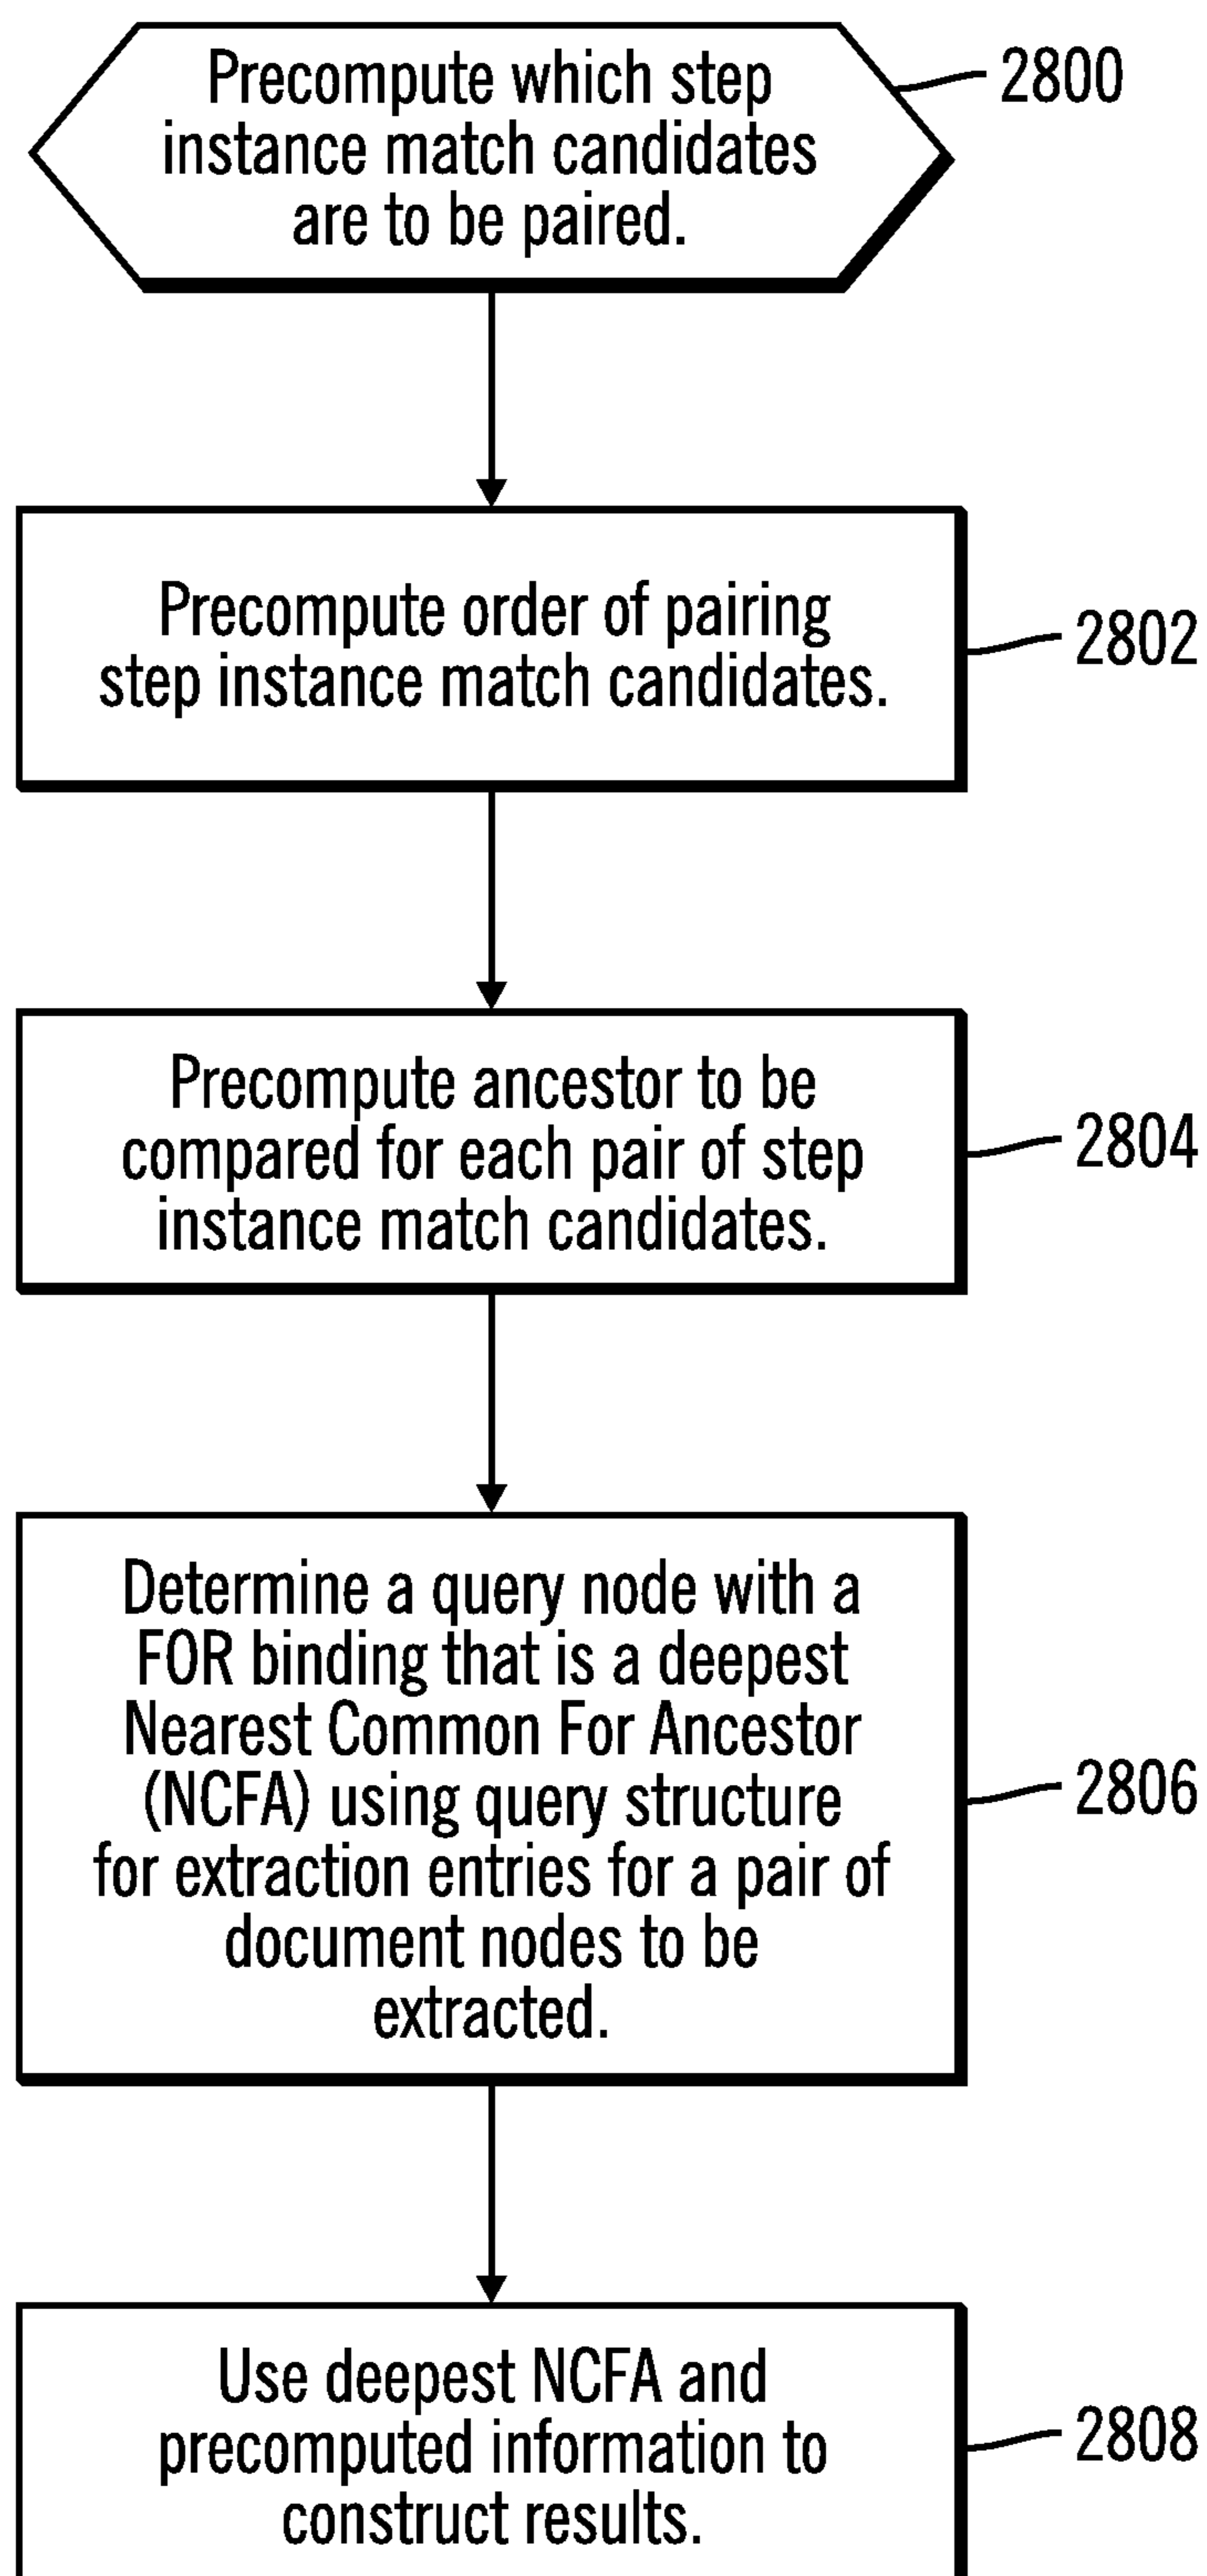 Precompute which step
instance match candidates
are to be paired.
2800
Precompute order of pairing
step instance match candidates.
2802
Precompute ancestor to be
compared for each pair of step
instance match candidates.
2804
Determine a query node with a
FOR binding that is a deepest
Nearest Common For Ancestor
(NCFA) using query structure
for extraction entries for a pair of
document nodes to be
extracted.
2806
Use deepest NCFA and
precomputed information to
construct results.
2808